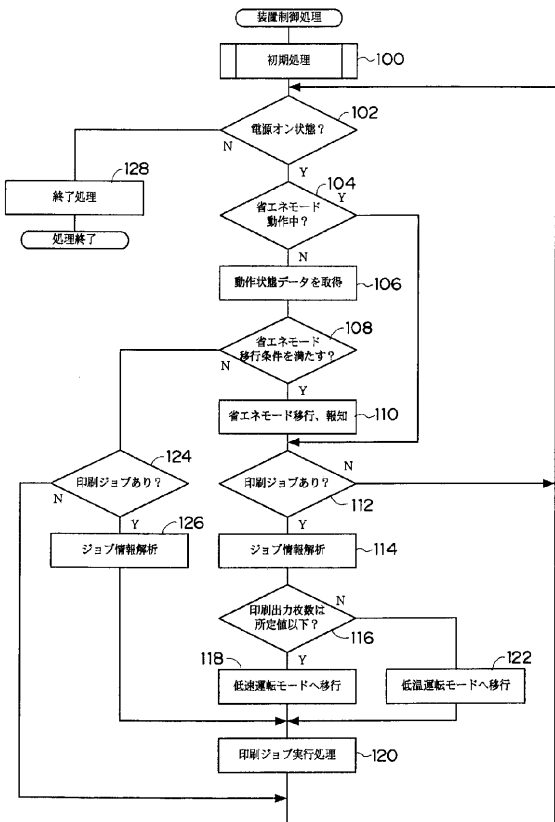 装置制御処理
初期処理
100
電源オン状態?
102
N
Y
128
終了処理
処理終了
104
省エネモード
動作中?
Y
N
動作状態データを取得
106
108
省エネモード
移行条件を満たす?
N
Y
省エネモード移行、報知
110
124
印刷ジョブあり?
N
Y
印刷ジョブあり?
N
112
Y
126
ジョブ情報解析
ジョブ情報解析
114
印刷出力枚数は
所定値以下?
N
116
Y
118
低速運転モードへ移行
122
低温運転モードへ移行
印刷ジョブ実行処理
120